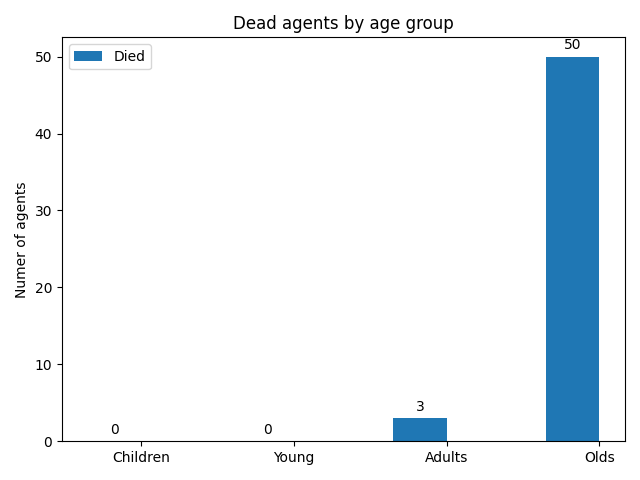 Dead agents by age group
Died
50
50
40
30
20
10
0
Numer of agents
0
0
3
Children
Young
Adults
Olds